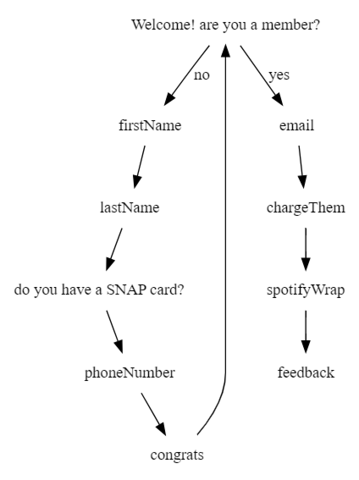 Welcome! are you a member?
no
yes
firstName
email
lastName
chargeThem
do you have a SNAP card?
spotifyWrap
phoneNumber
feedback
congrats